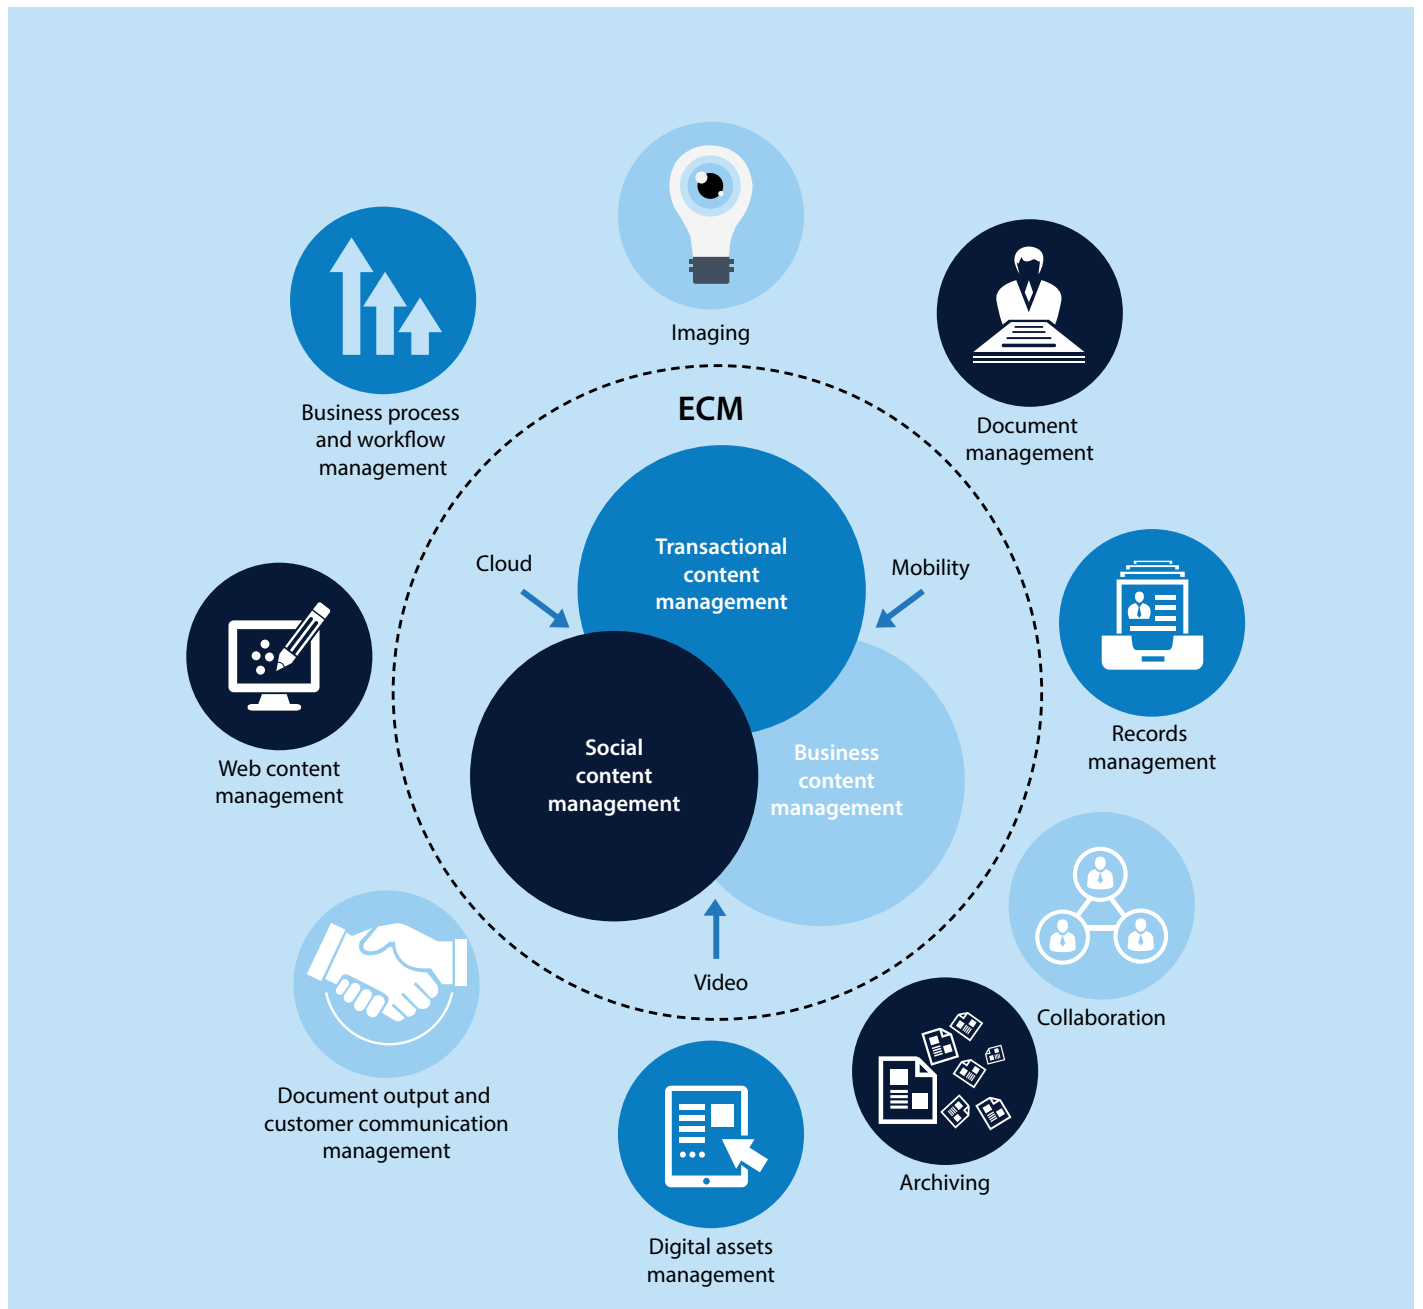 Imaging
Business process
and workflow
management
Document
management
ECM
Transactional
content
management
Cloud
Mobility
Records
management
Social
content
management
Business
content
management
Web content
management
Video
Collaboration
Document output and
customer communication
management
Archiving
Digital assets
management